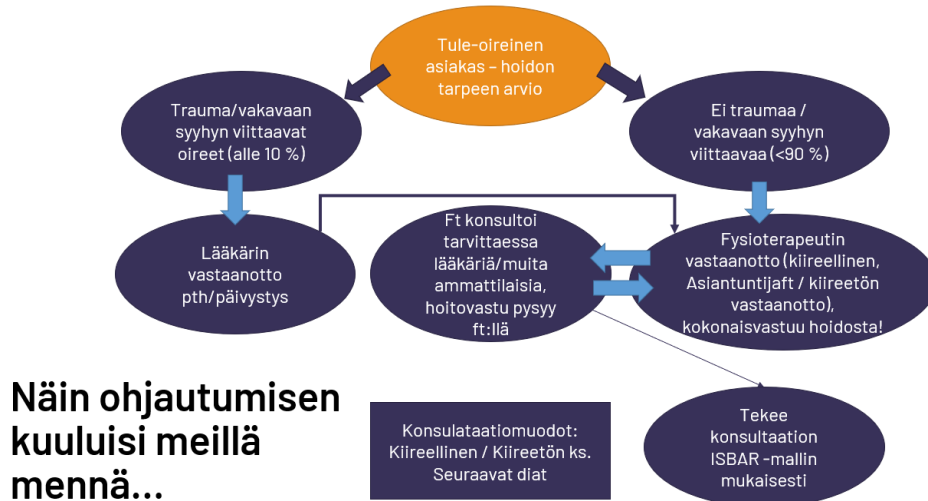 Tule-oireinen
asiakas – hoidon
tarpeen arvio
Trauma/vakavaan
syyhyn viittaavat
oireet (alle 10 %)
Ei traumaa /
vakavaan syyhyn
viittaavaa (<90 %)
Lääkärin
vastaanotto
pth/päivystys
Ft konsultoi
tarvittaessa
lääkäriä/muita
ammattilaisia,
hoitovastu pysyy
ft:llä
Fysioterapeutin
vastaanotto (kiireellinen,
Asiantuntijaft / kiireetön
vastaanotto),
kokonaisvastuu hoidosta!
Näin ohjautumisen
kuuluisi meillä
mennä...
Konsulataatiomuodot:
Kiireellinen / Kiireetön ks.
Seuraavat diat
Tekee
konsultaation
ISBAR -mallin
mukaisesti